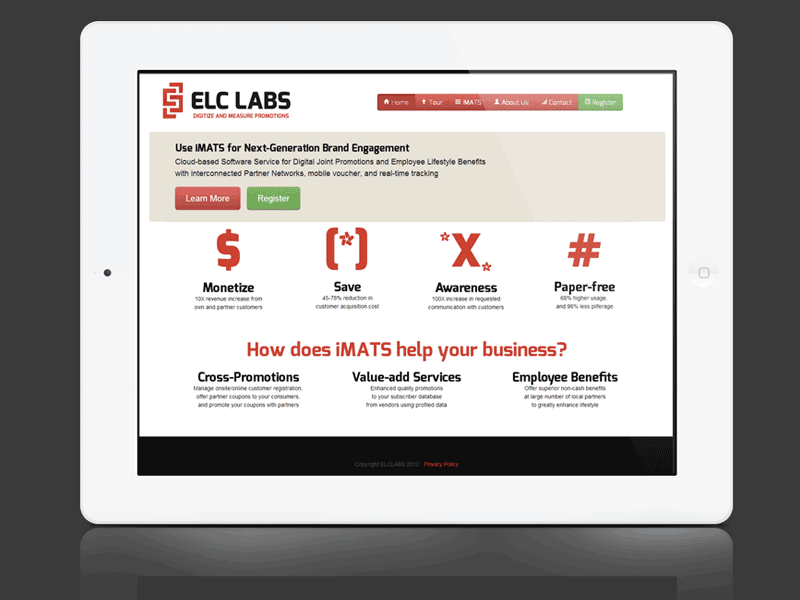 ELC LABS
DIGITIZE AND MEASURE PROMOTIONS
Home Tour iMATS About Us Contact Register
Use iMATS for Next-Generation Brand Engagement
Cloud-based Software Service for Digital Joint Promotions and Employee Lifestyle Benefits
with interconnected Partner Networks, mobile voucher, and real-time tracking
Learn More Register
$ (*) *X* #
Monetize Save Awareness Paper-free
10X revenue increase from 45-78% reduction in 100X increase in requested 68% higher usage,
own and partner customers customer acquisition cost communication with customers and 98% less pilferage
How does iMATS help your business?
Cross-Promotions Value-add Services Employee Benefits
Manage onsite/online customer registration, Enhanced quality promotions Offer superior non-cash benefits
offer partner coupons to your consumers, to your subscriber database at large number of local partners
and promote your coupons with partners from vendors using profiled data to greatly enhance lifestyle
Copyright ELCLABS 2012 Privacy Policy